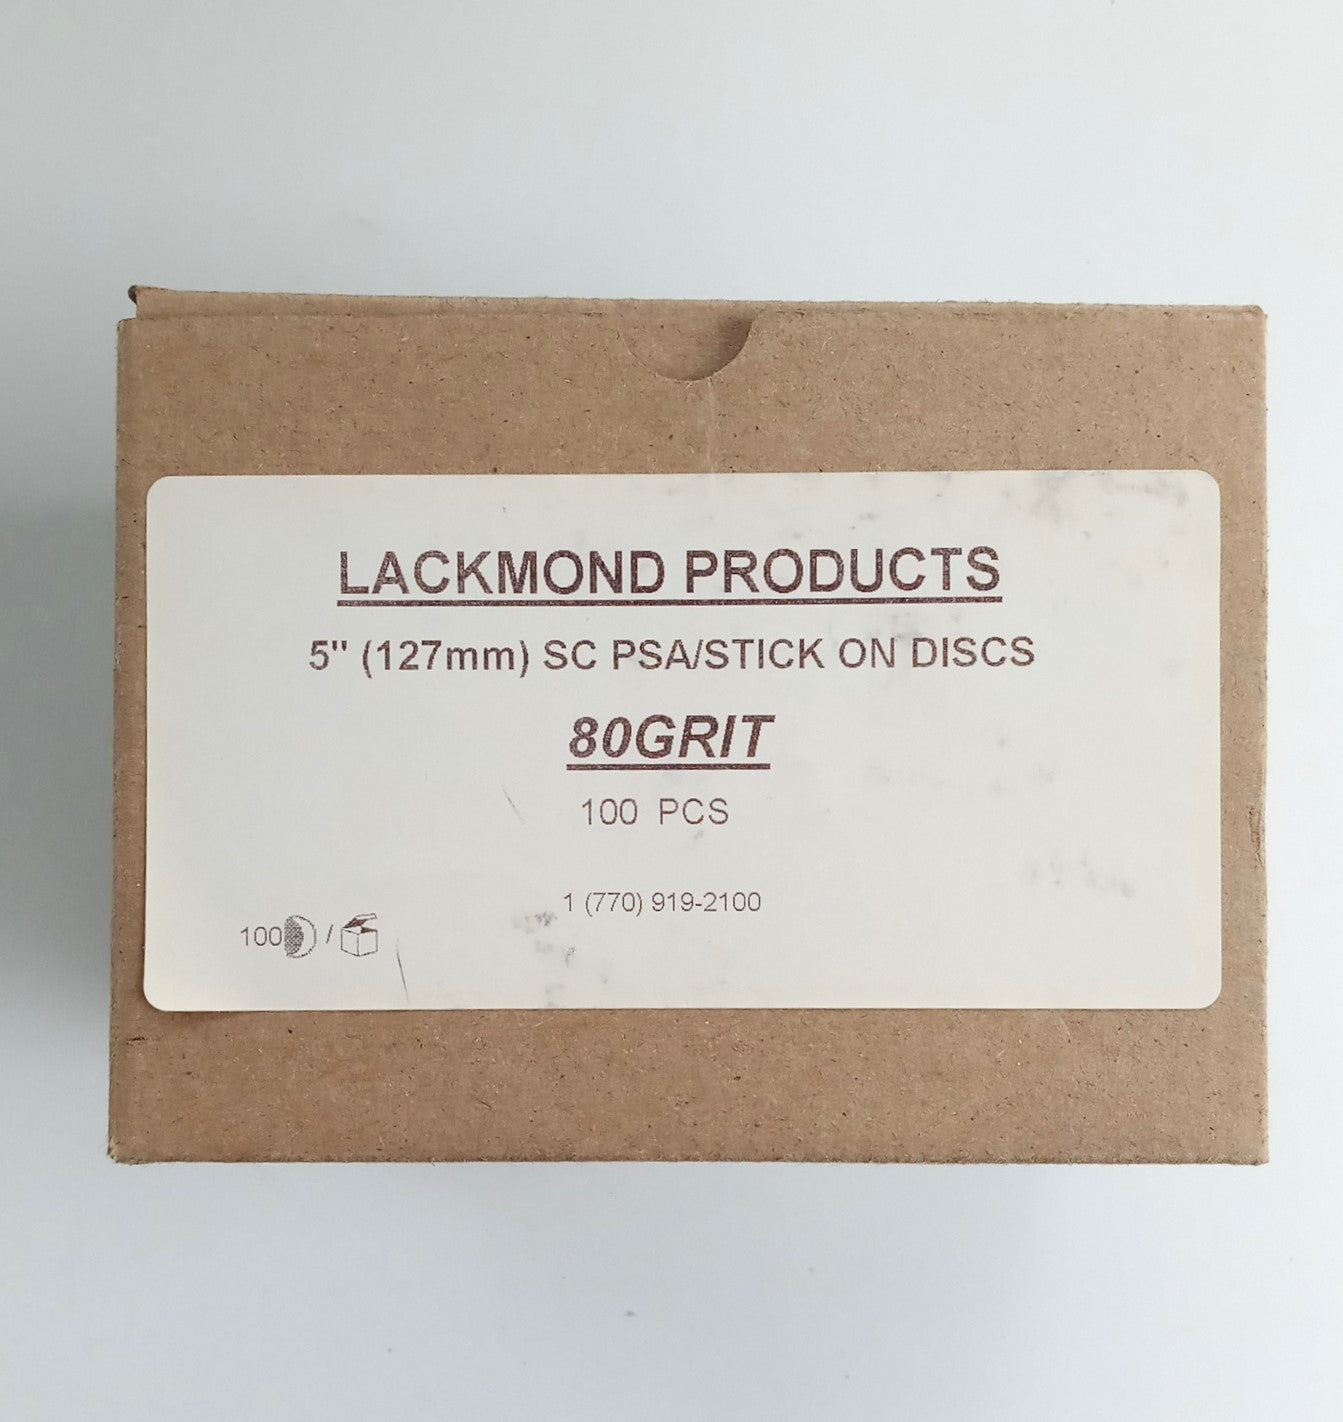 LACKMOND PRODUCTS
5" (127mm) SC PSA/STICK ON DISCS
80GRIT
100 PCS
1 (770) 919-2100
100 /